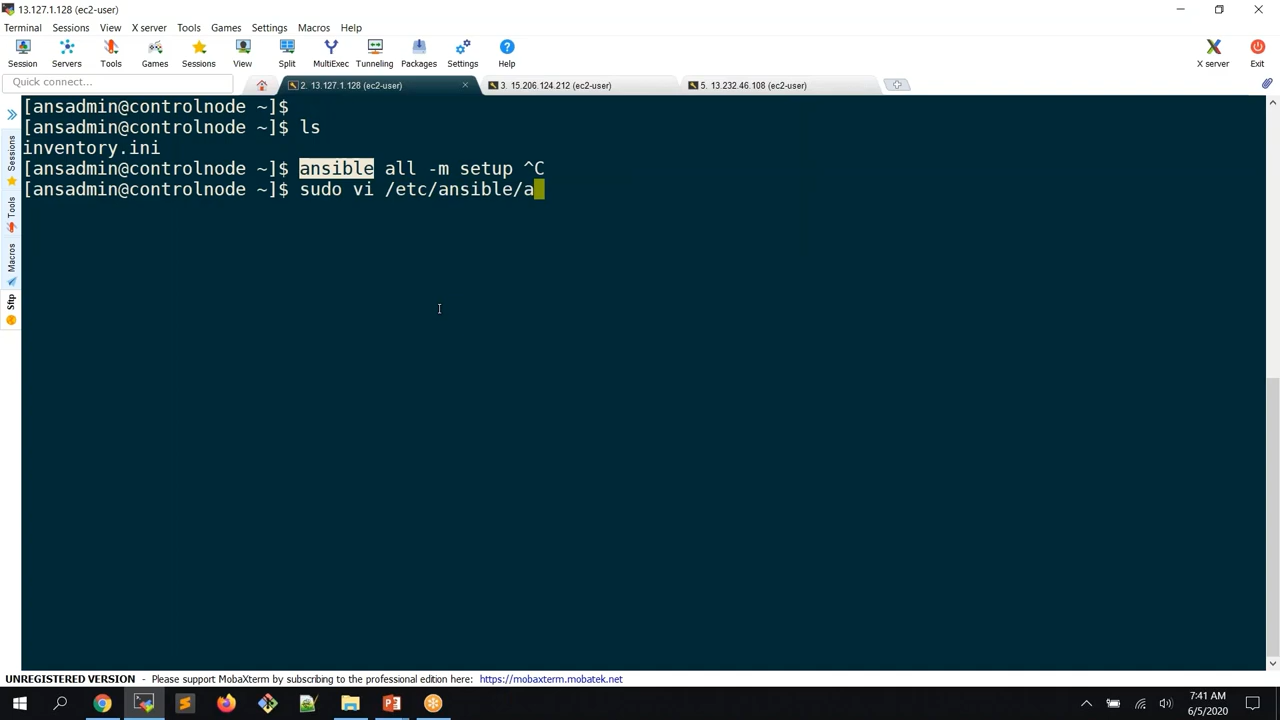 13.127.1.128 (ec2-user)
Terminal Sessions View X server Tools Games Settings Macros Help
Session Servers Tools Games Sessions View Split MultiExec Tunneling Packages Settings Help X server Exit
Quick connect... 2. 13.127.1.128 (ec2-user) 3. 15.206.124.212 (ec2-user) 5. 13.232.46.108 (ec2-user)
[ansadmin@controlnode ~]$
[ansadmin@controlnode ~]$ ls
inventory.ini
[ansadmin@controlnode ~]$ ansible all -m setup ^C
[ansadmin@controlnode ~]$ sudo vi /etc/ansible/a
Sessions
Tools
Macros
Sftp
UNREGISTERED VERSION - Please support MobaXterm by subscribing to the professional edition here: https://mobaxterm.mobatek.net
7:41 AM
6/5/2020